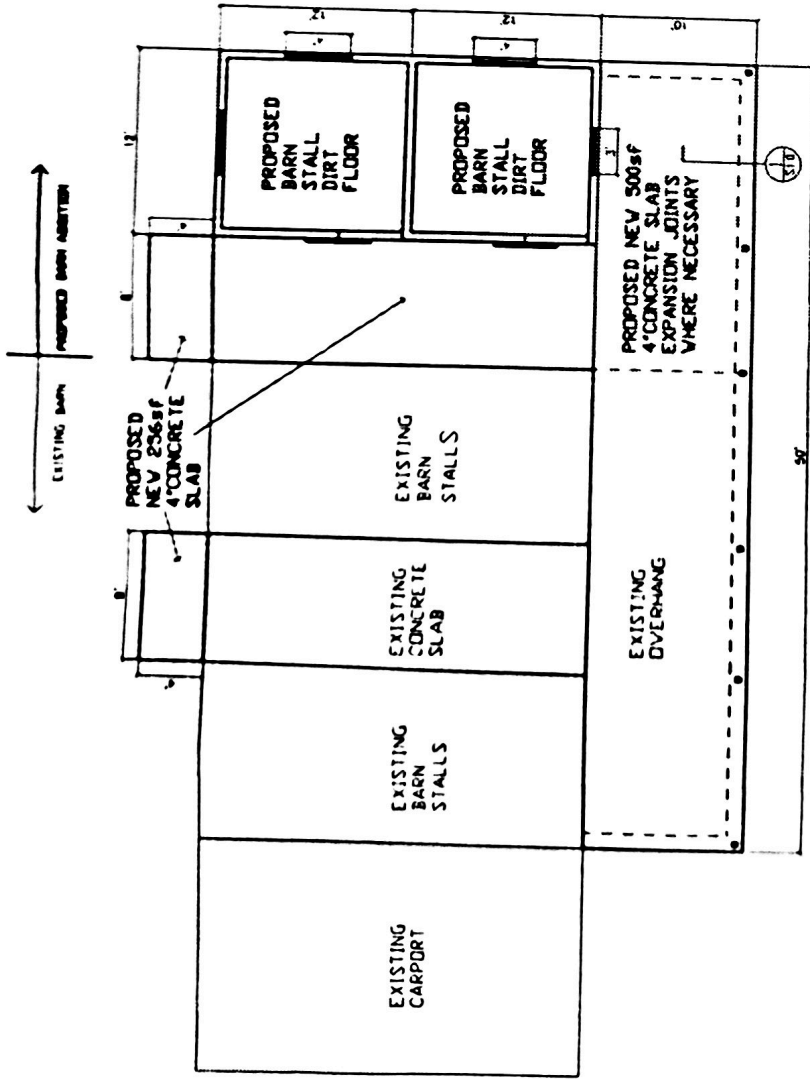 EXISTING BARN
PROPOSED BARN ADDITION
PROPOSED
NEW 256sf
4"CONCRETE
SLAB
12'
12'
12'
10'
8'
4'
8'
4'
4'
4'
3'
PROPOSED
BARN
STALL
DIRT
FLOOR
PROPOSED
BARN
STALL
DIRT
FLOOR
PROPOSED NEW 500sf
4"CONCRETE SLAB
EXPANSION JOINTS
WHERE NECESSARY
EXISTING
BARN
STALLS
EXISTING
CONCRETE
SLAB
EXISTING
BARN
STALLS
EXISTING
CARPORT
EXISTING
OVERHANG
50'